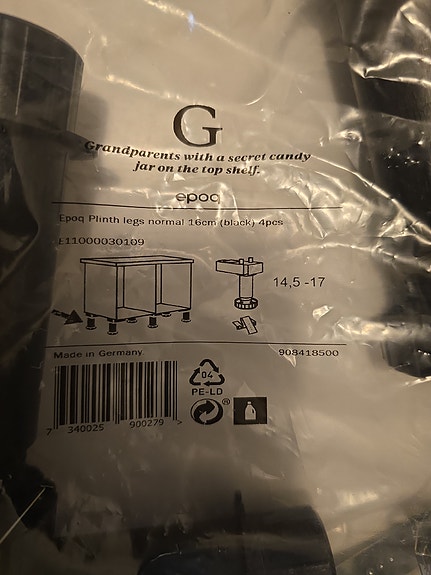 G
Grandparents with a secret candy
jar on the top shelf.
epoq
Epoq Plinth legs normal 16cm (black) 4pcs
E11000030109
14,5 -17
Made in Germany
908418500
04
PE-LD
®
7 340025 900279 >